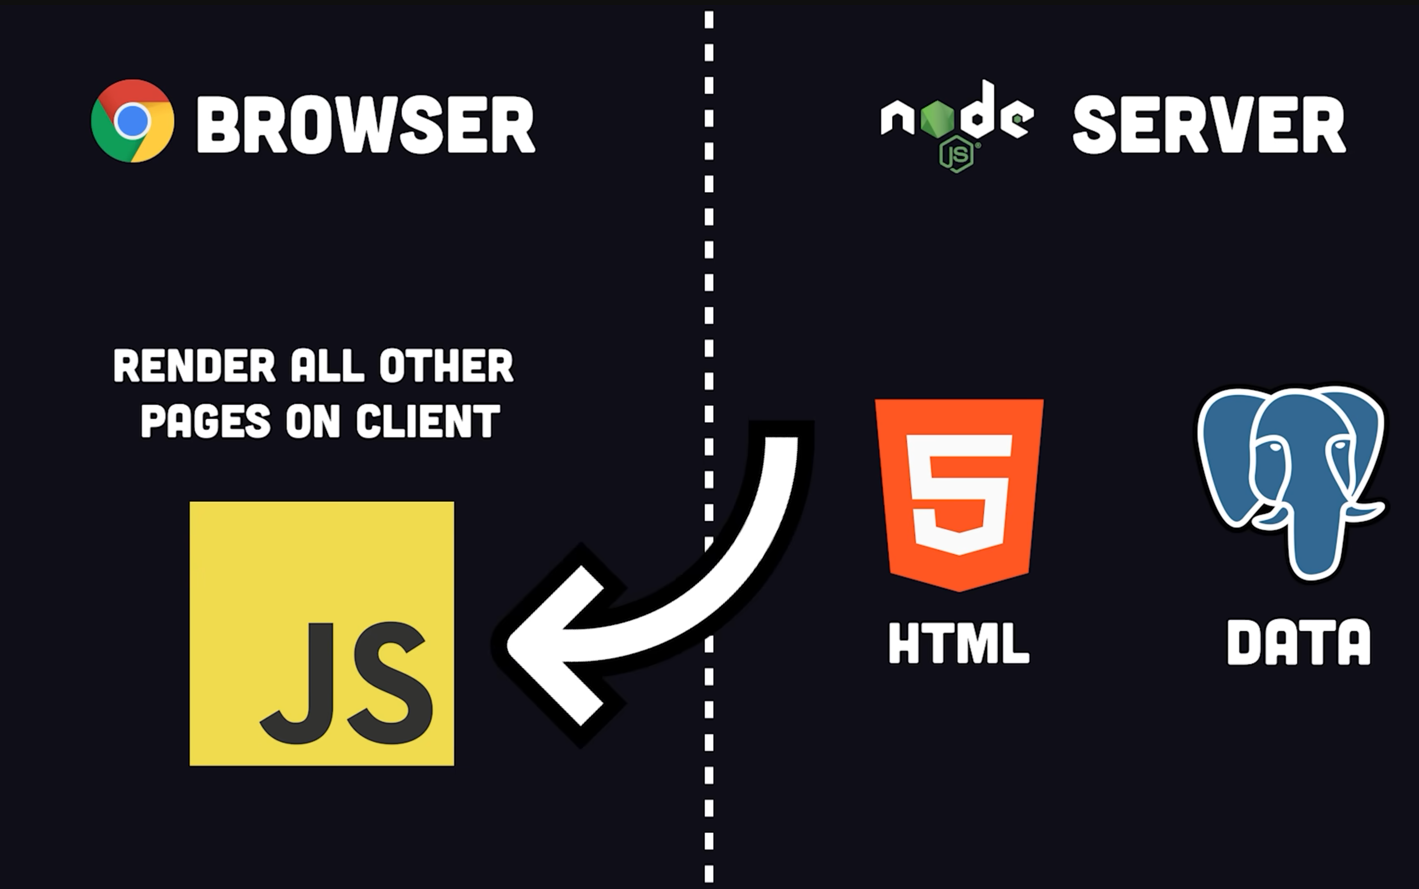 BROWSER
node
JS
SERVER
RENDER ALL OTHER
PAGES ON CLIENT
JS
5
HTML
DATA